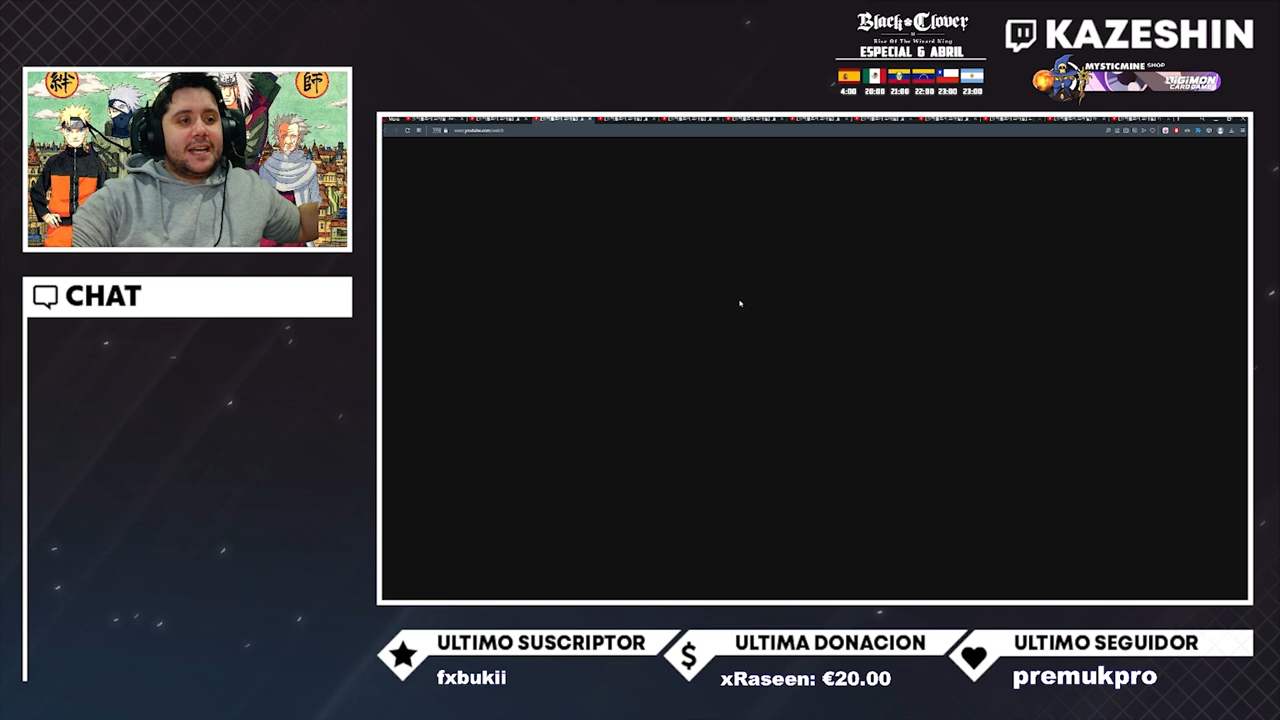 Black Clover
Rise Of The Wizard King
ESPECIAL 6 ABRIL
4:00 20:00 21:00 22:00 23:00 23:00
KAZESHIN
MYSTICMINE SHOP
DIGIMON
CARD GAME
絆
師
CHAT
ULTIMO SUSCRIPTOR
fxbukii
ULTIMA DONACION
xRaseen: €20.00
ULTIMO SEGUIDOR
premukpro